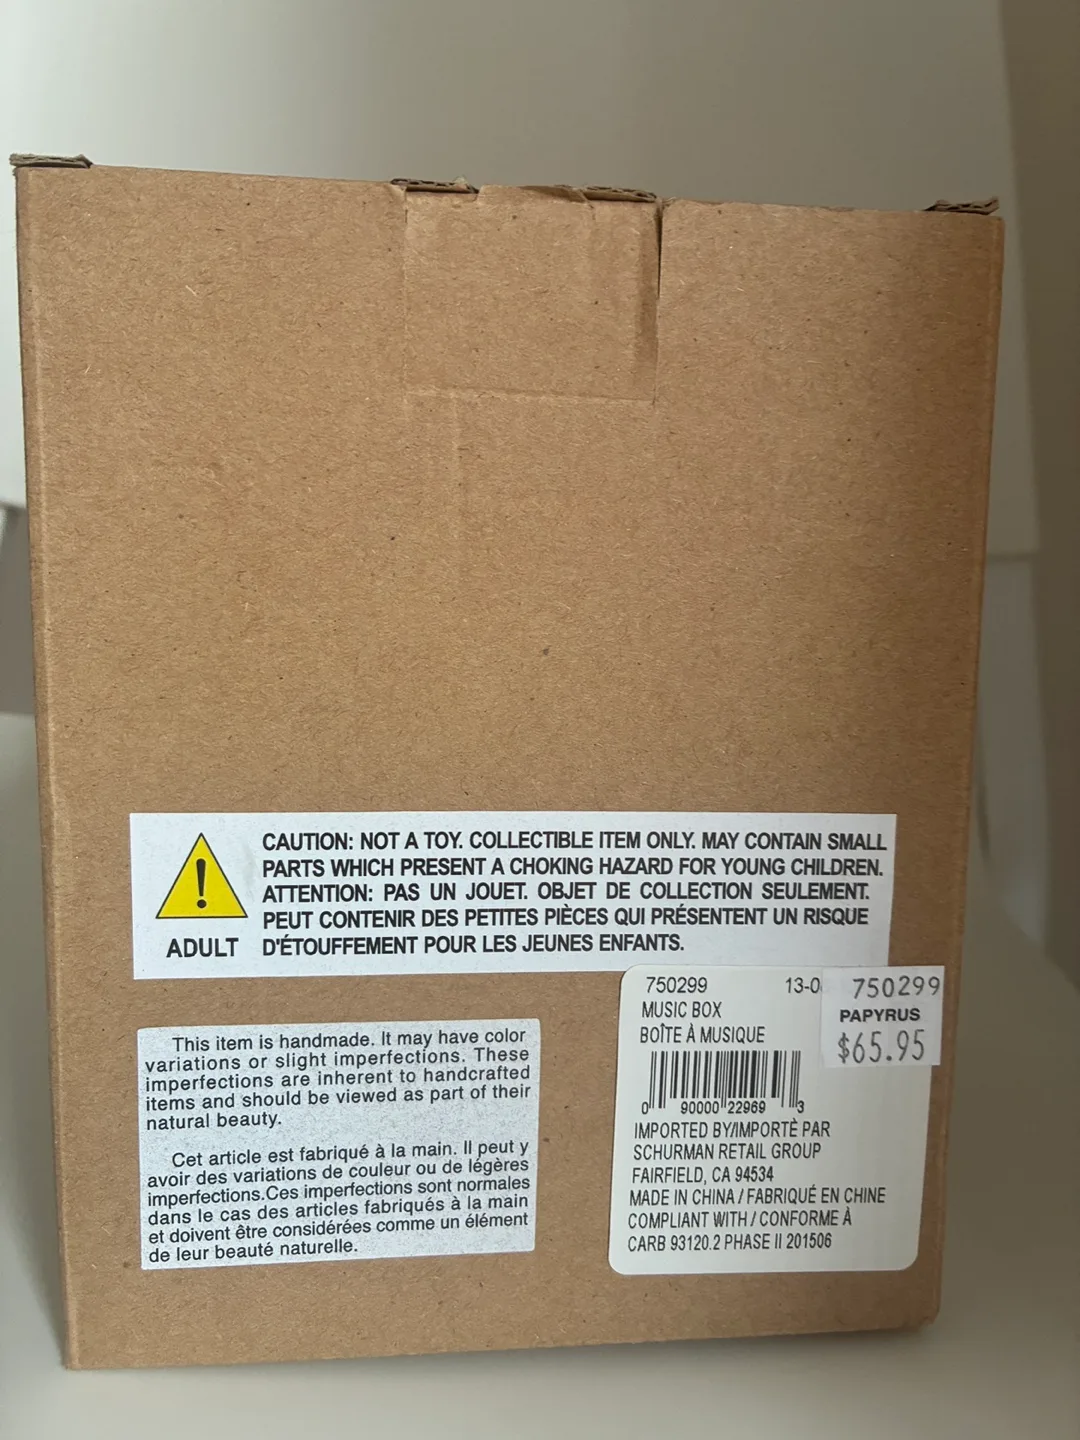 CAUTION: NOT A TOY. COLLECTIBLE ITEM ONLY. MAY CONTAIN SMALL
PARTS WHICH PRESENT A CHOKING HAZARD FOR YOUNG CHILDREN.
ATTENTION: PAS UN JOUET. OBJET DE COLLECTION SEULEMENT.
PEUT CONTENIR DES PETITES PIÈCES QUI PRÉSENTENT UN RISQUE
D'ÉTOUFFEMENT POUR LES JEUNES ENFANTS.
ADULT
This item is handmade. It may have color
variations or slight imperfections. These
imperfections are inherent to handcrafted
items and should be viewed as part of their
natural beauty.
Cet article est fabriqué à la main. Il peut y
avoir des variations de couleur ou de légères
imperfections.Ces imperfections sont normales
dans le cas des articles fabriqués à la main
et doivent être considérées comme un élément
de leur beauté naturelle.
750299 13-0
MUSIC BOX
BOÎTE À MUSIQUE
0 90000 22969 3
IMPORTED BY/IMPORTÈ PAR
SCHURMAN RETAIL GROUP
FAIRFIELD, CA 94534
MADE IN CHINA / FABRIQUÉ EN CHINE
COMPLIANT WITH / CONFORME À
CARB 93120.2 PHASE II 201506
750299
PAPYRUS
$65.95